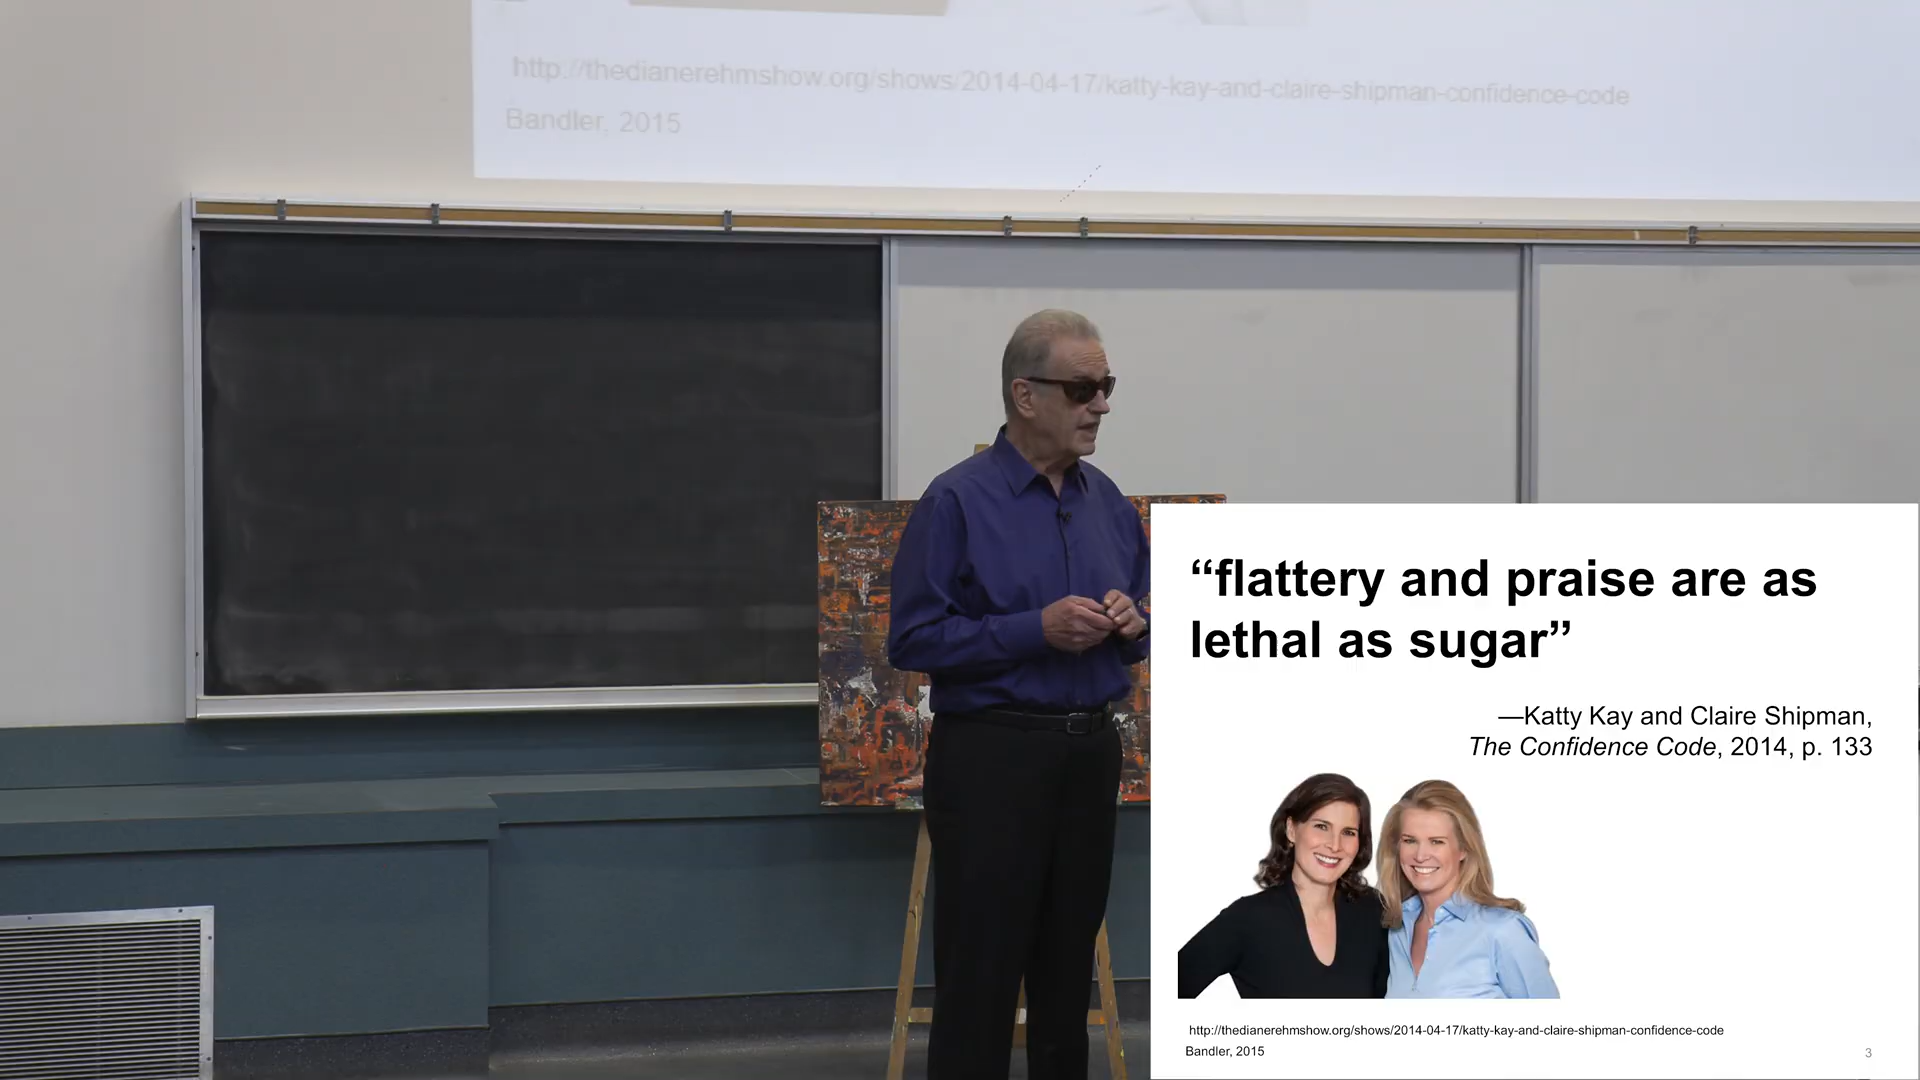 http://thedianerehmshow.org/shows/2014-04-17/katty-kay-and-claire-shipman-confidence-code
Bandler, 2015
“flattery and praise are as
lethal as sugar”
—Katty Kay and Claire Shipman,
The Confidence Code, 2014, p. 133
http://thedianerehmshow.org/shows/2014-04-17/katty-kay-and-claire-shipman-confidence-code
Bandler, 2015
3